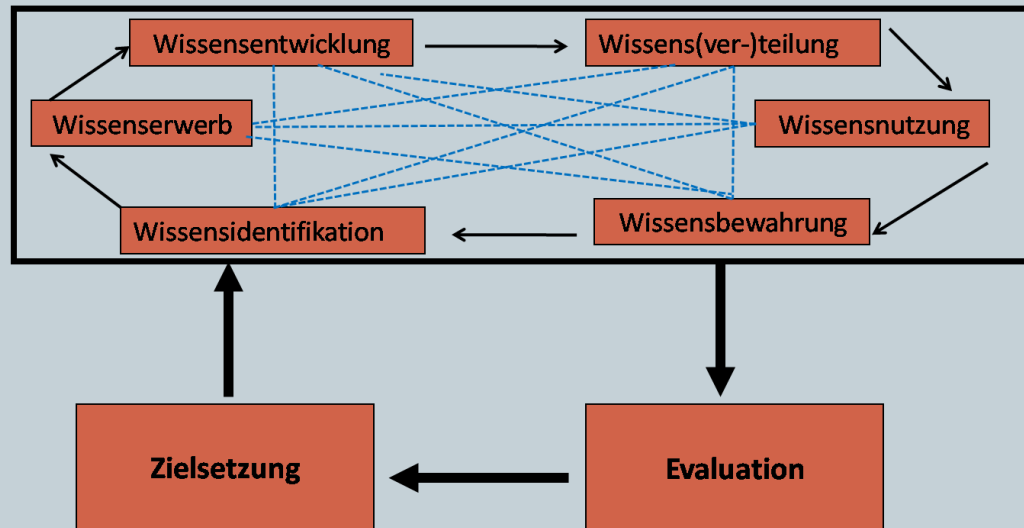 Wissensentwicklung
Wissens(ver-)teilung
Wissenserwerb
Wissensnutzung
Wissensidentifikation
Wissensbewahrung
Zielsetzung
Evaluation